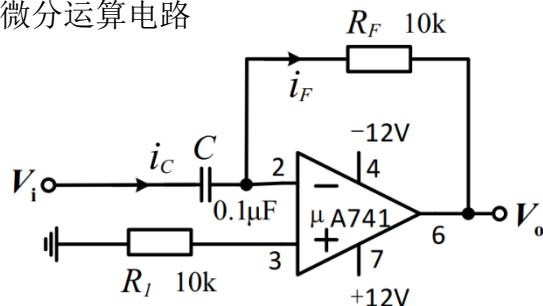 微分运算电路
R_F 10k
i_F
−12V
i_C C
2 4
V_i
0.1μF
− μA741
+
V_o
6
3 7
R_1 10k
+12V